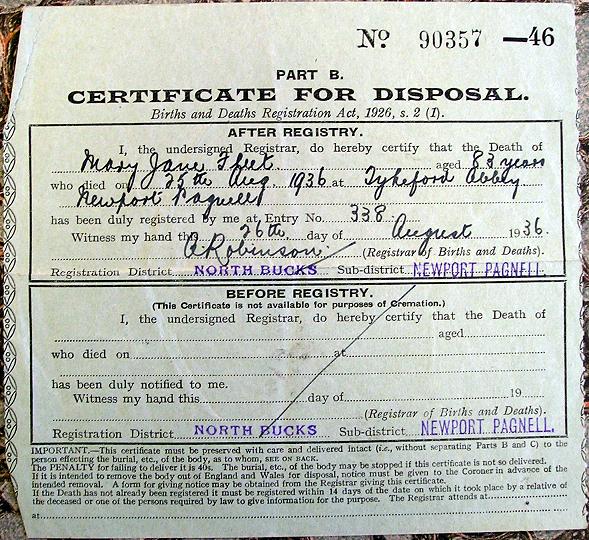 No 90357 —46
PART B.
CERTIFICATE FOR DISPOSAL.
Births and Deaths Registration Act, 1926, s. 2 (1).
AFTER REGISTRY.
I, the undersigned Registrar, do hereby certify that the Death of
Mary Jane Fleet aged 83 years
who died on 25th Aug. 1936 at Tykeford Abbey
Newport Pagnell
has been duly registered by me at Entry No. 338
Witness my hand this 26th day of August 1936.
Robinson. (Registrar of Births and Deaths).
Registration District NORTH BUCKS Sub-district NEWPORT PAGNELL.
BEFORE REGISTRY.
(This Certificate is not available for purposes of Cremation.)
I, the undersigned Registrar, do hereby certify that the Death of
aged
who died on at
has been duly notified to me.
Witness my hand this day of 19
(Registrar of Births and Deaths).
Registration District NORTH BUCKS Sub-district NEWPORT PAGNELL.
IMPORTANT.—This certificate must be preserved with care and delivered intact (i.e., without separating Parts B and C) to the
person effecting the burial, etc., of the body, as to whom, SEE ON BACK.
The PENALTY for failing to deliver it is 40s. The burial, etc., of the body may be stopped if this certificate is not so delivered.
If it is intended to remove the body out of England and Wales for disposal, notice must be given to the Coroner in advance of the
intended removal. A form for giving notice may be obtained from the Registrar giving this certificate.
If the Death has not already been registered it must be registered within 14 days of the date on which it took place by a relative of
the deceased or one of the persons required by law to give information for the purpose. The Registrar attends at
at